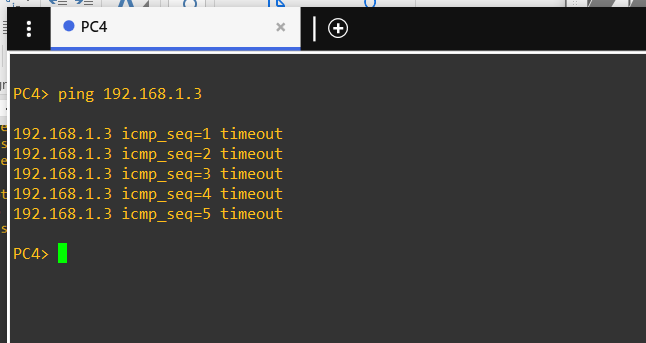 PC4
PC4> ping 192.168.1.3
192.168.1.3 icmp_seq=1 timeout
192.168.1.3 icmp_seq=2 timeout
192.168.1.3 icmp_seq=3 timeout
192.168.1.3 icmp_seq=4 timeout
192.168.1.3 icmp_seq=5 timeout
PC4>